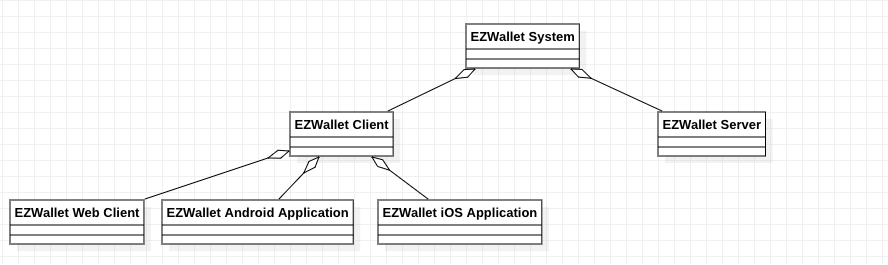 EZWallet System
EZWallet Client
EZWallet Server
EZWallet Web Client
EZWallet Android Application
EZWallet iOS Application